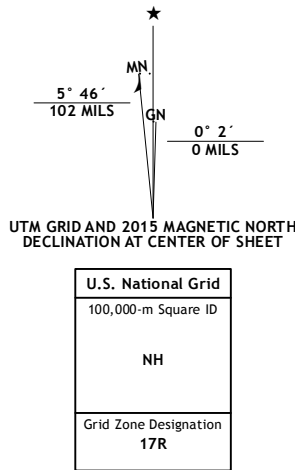 ★
MN.
5° 46´
102 MILS
GN
0° 2´
0 MILS
UTM GRID AND 2015 MAGNETIC NORTH
DECLINATION AT CENTER OF SHEET
U.S. National Grid
100,000-m Square ID
NH
Grid Zone Designation
17R